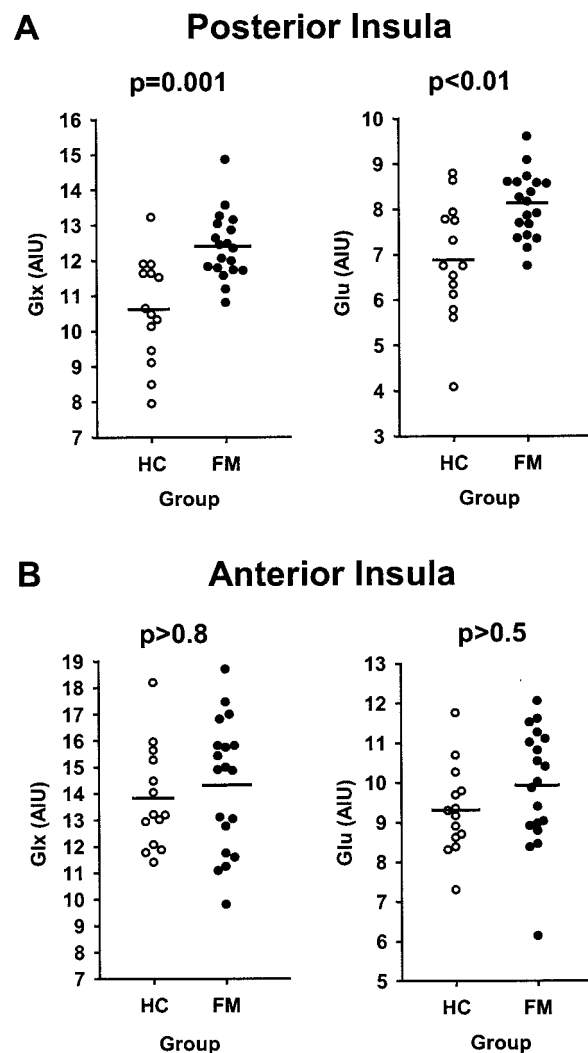 A Posterior Insula
p=0.001
Glx (AIU)
16
15
14
13
12
11
10
9
8
7
HC FM
Group
p<0.01
Glu (AIU)
10
9
8
7
6
5
4
3
HC FM
Group
B Anterior Insula
p>0.8
Glx (AIU)
19
18
17
16
15
14
13
12
11
10
9
8
7
HC FM
Group
p>0.5
Glu (AIU)
13
12
11
10
9
8
7
6
5
HC FM
Group